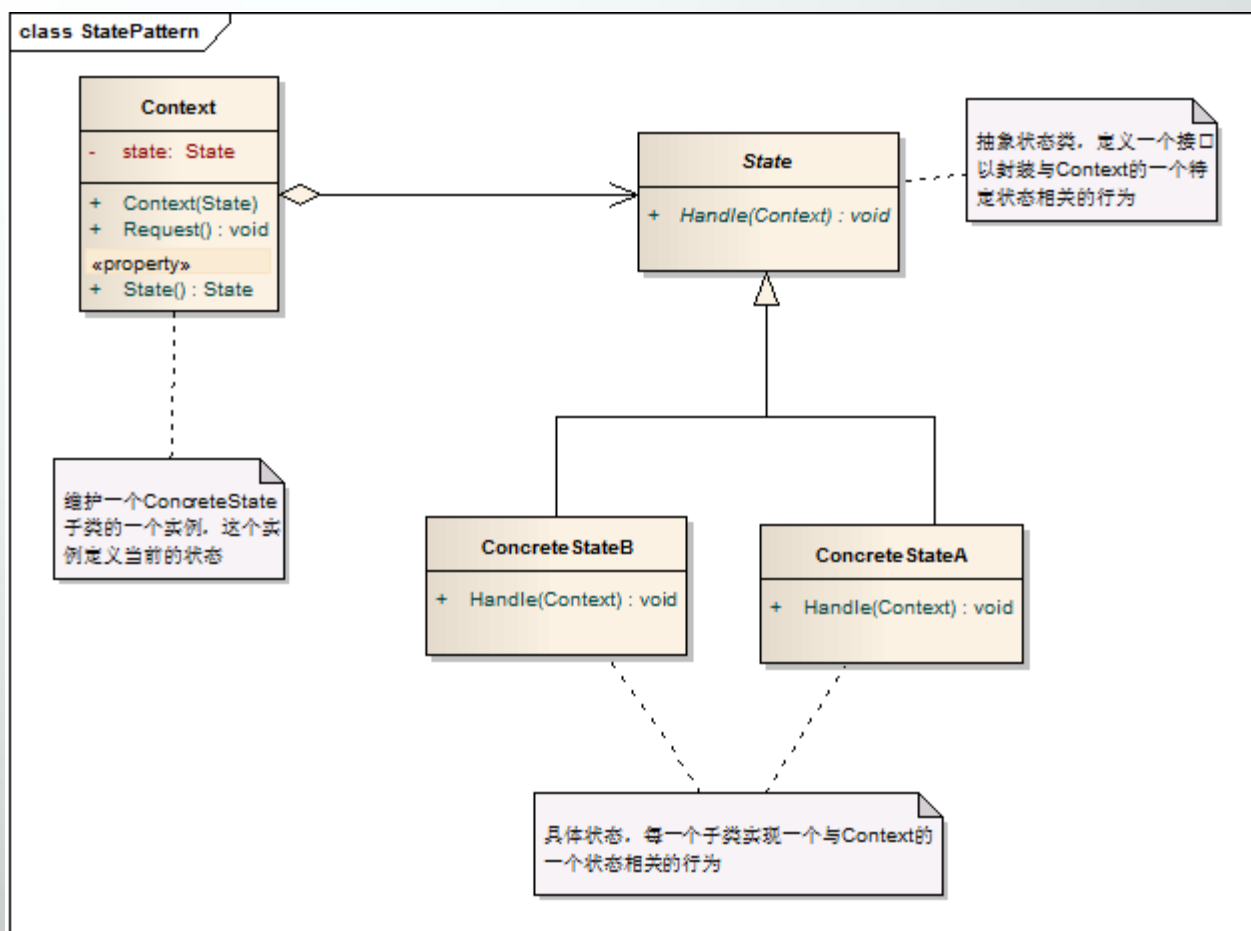 class StatePattern
Context
- state: State
+ Context(State)
+ Request() : void
«property»
+ State() : State
State
+ Handle(Context) : void
抽象状态类，定义一个接口
以封装与Context的一个特
定状态相关的行为
维护一个ConcreteState
子类的一个实例，这个实
例定义当前的状态
ConcreteStateB
+ Handle(Context) : void
ConcreteStateA
+ Handle(Context) : void
具体状态，每一个子类实现一个与Context的
一个状态相关的行为